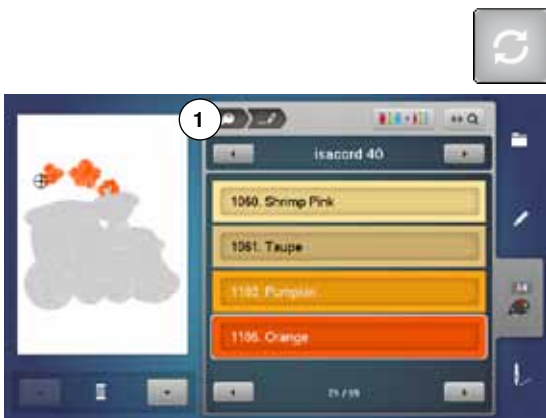 1
isacord 40
1060. Shrimp Pink
1061. Taupe
1102. Pumpkin
1106. Orange